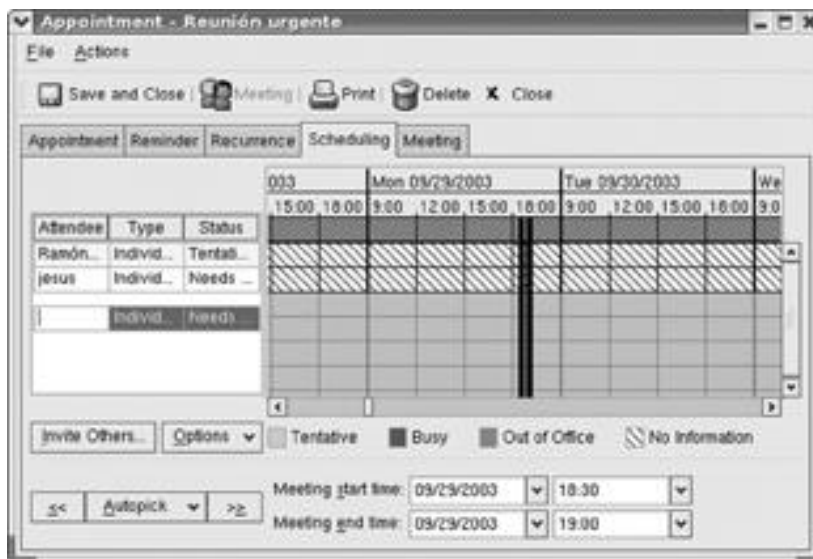 Appointment - Reunión urgente
File Actions
Save and Close Meeting Print Delete X Close
Appointment Reminder Recurrence Scheduling Meeting
003 Mon 09/29/2003 Tue 09/30/2003 We
15:00 18:00 9:00 12:00 15:00 18:00 9:00 12:00 15:00 18:00 9:0
Attendee Type Status
Ramón... Individ... Tentati...
jesus Individ... Needs ...
Individ... Needs ...
Invite Others... Options Tentative Busy Out of Office No Information
<< Autopick >>
Meeting start time: 09/29/2003 18:30
Meeting end time: 09/29/2003 19:00